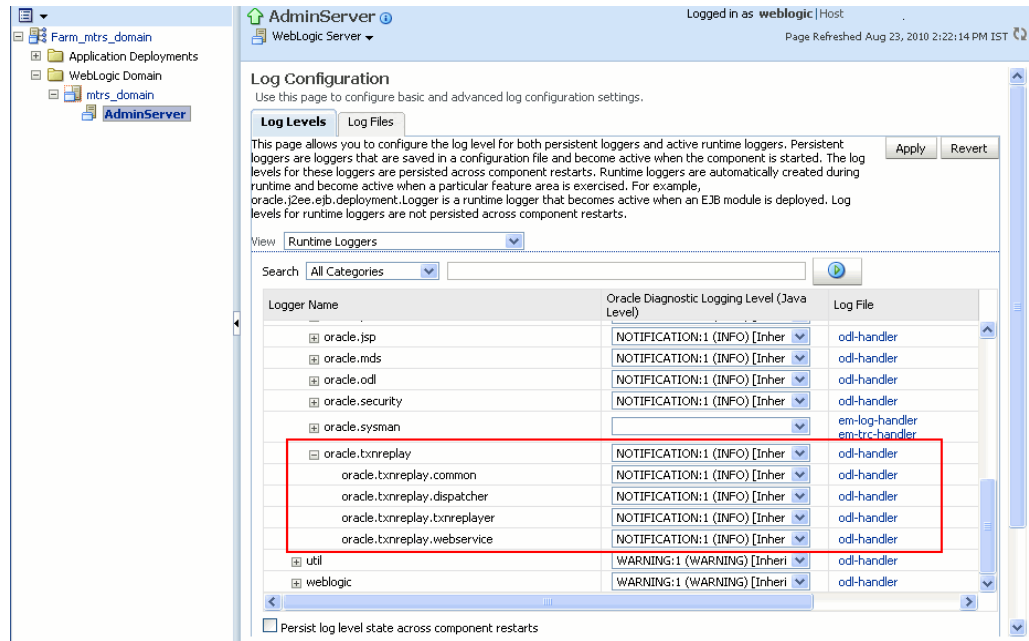 AdminServer
Logged in as weblogic|Host
WebLogic Server
Page Refreshed Aug 23, 2010 2:22:14 PM IST
Farm_mtrs_domain
Application Deployments
WebLogic Domain
mtrs_domain
AdminServer
Log Configuration
Use this page to configure basic and advanced log configuration settings.
Log Levels Log Files
This page allows you to configure the log level for both persistent loggers and active runtime loggers. Persistent
loggers are loggers that are saved in a configuration file and become active when the component is started. The log
levels for these loggers are persisted across component restarts. Runtime loggers are automatically created during
runtime and become active when a particular feature area is exercised. For example,
oracle.j2ee.ejb.deployment.Logger is a runtime logger that becomes active when an EJB module is deployed. Log
levels for runtime loggers are not persisted across component restarts.
Apply Revert
View Runtime Loggers
Search All Categories
Logger Name Oracle Diagnostic Logging Level (Java Level) Log File
oracle.jsp NOTIFICATION:1 (INFO) [Inher odl-handler
oracle.mds NOTIFICATION:1 (INFO) [Inher odl-handler
oracle.odl NOTIFICATION:1 (INFO) [Inher odl-handler
oracle.security NOTIFICATION:1 (INFO) [Inher odl-handler
oracle.sysman em-log-handler
em-trc-handler
oracle.txnreplay NOTIFICATION:1 (INFO) [Inher odl-handler
oracle.txnreplay.common NOTIFICATION:1 (INFO) [Inher odl-handler
oracle.txnreplay.dispatcher NOTIFICATION:1 (INFO) [Inher odl-handler
oracle.txnreplay.txnreplayer NOTIFICATION:1 (INFO) [Inher odl-handler
oracle.txnreplay.webservice NOTIFICATION:1 (INFO) [Inher odl-handler
util WARNING:1 (WARNING) [Inheri odl-handler
weblogic WARNING:1 (WARNING) [Inheri odl-handler
Persist log level state across component restarts